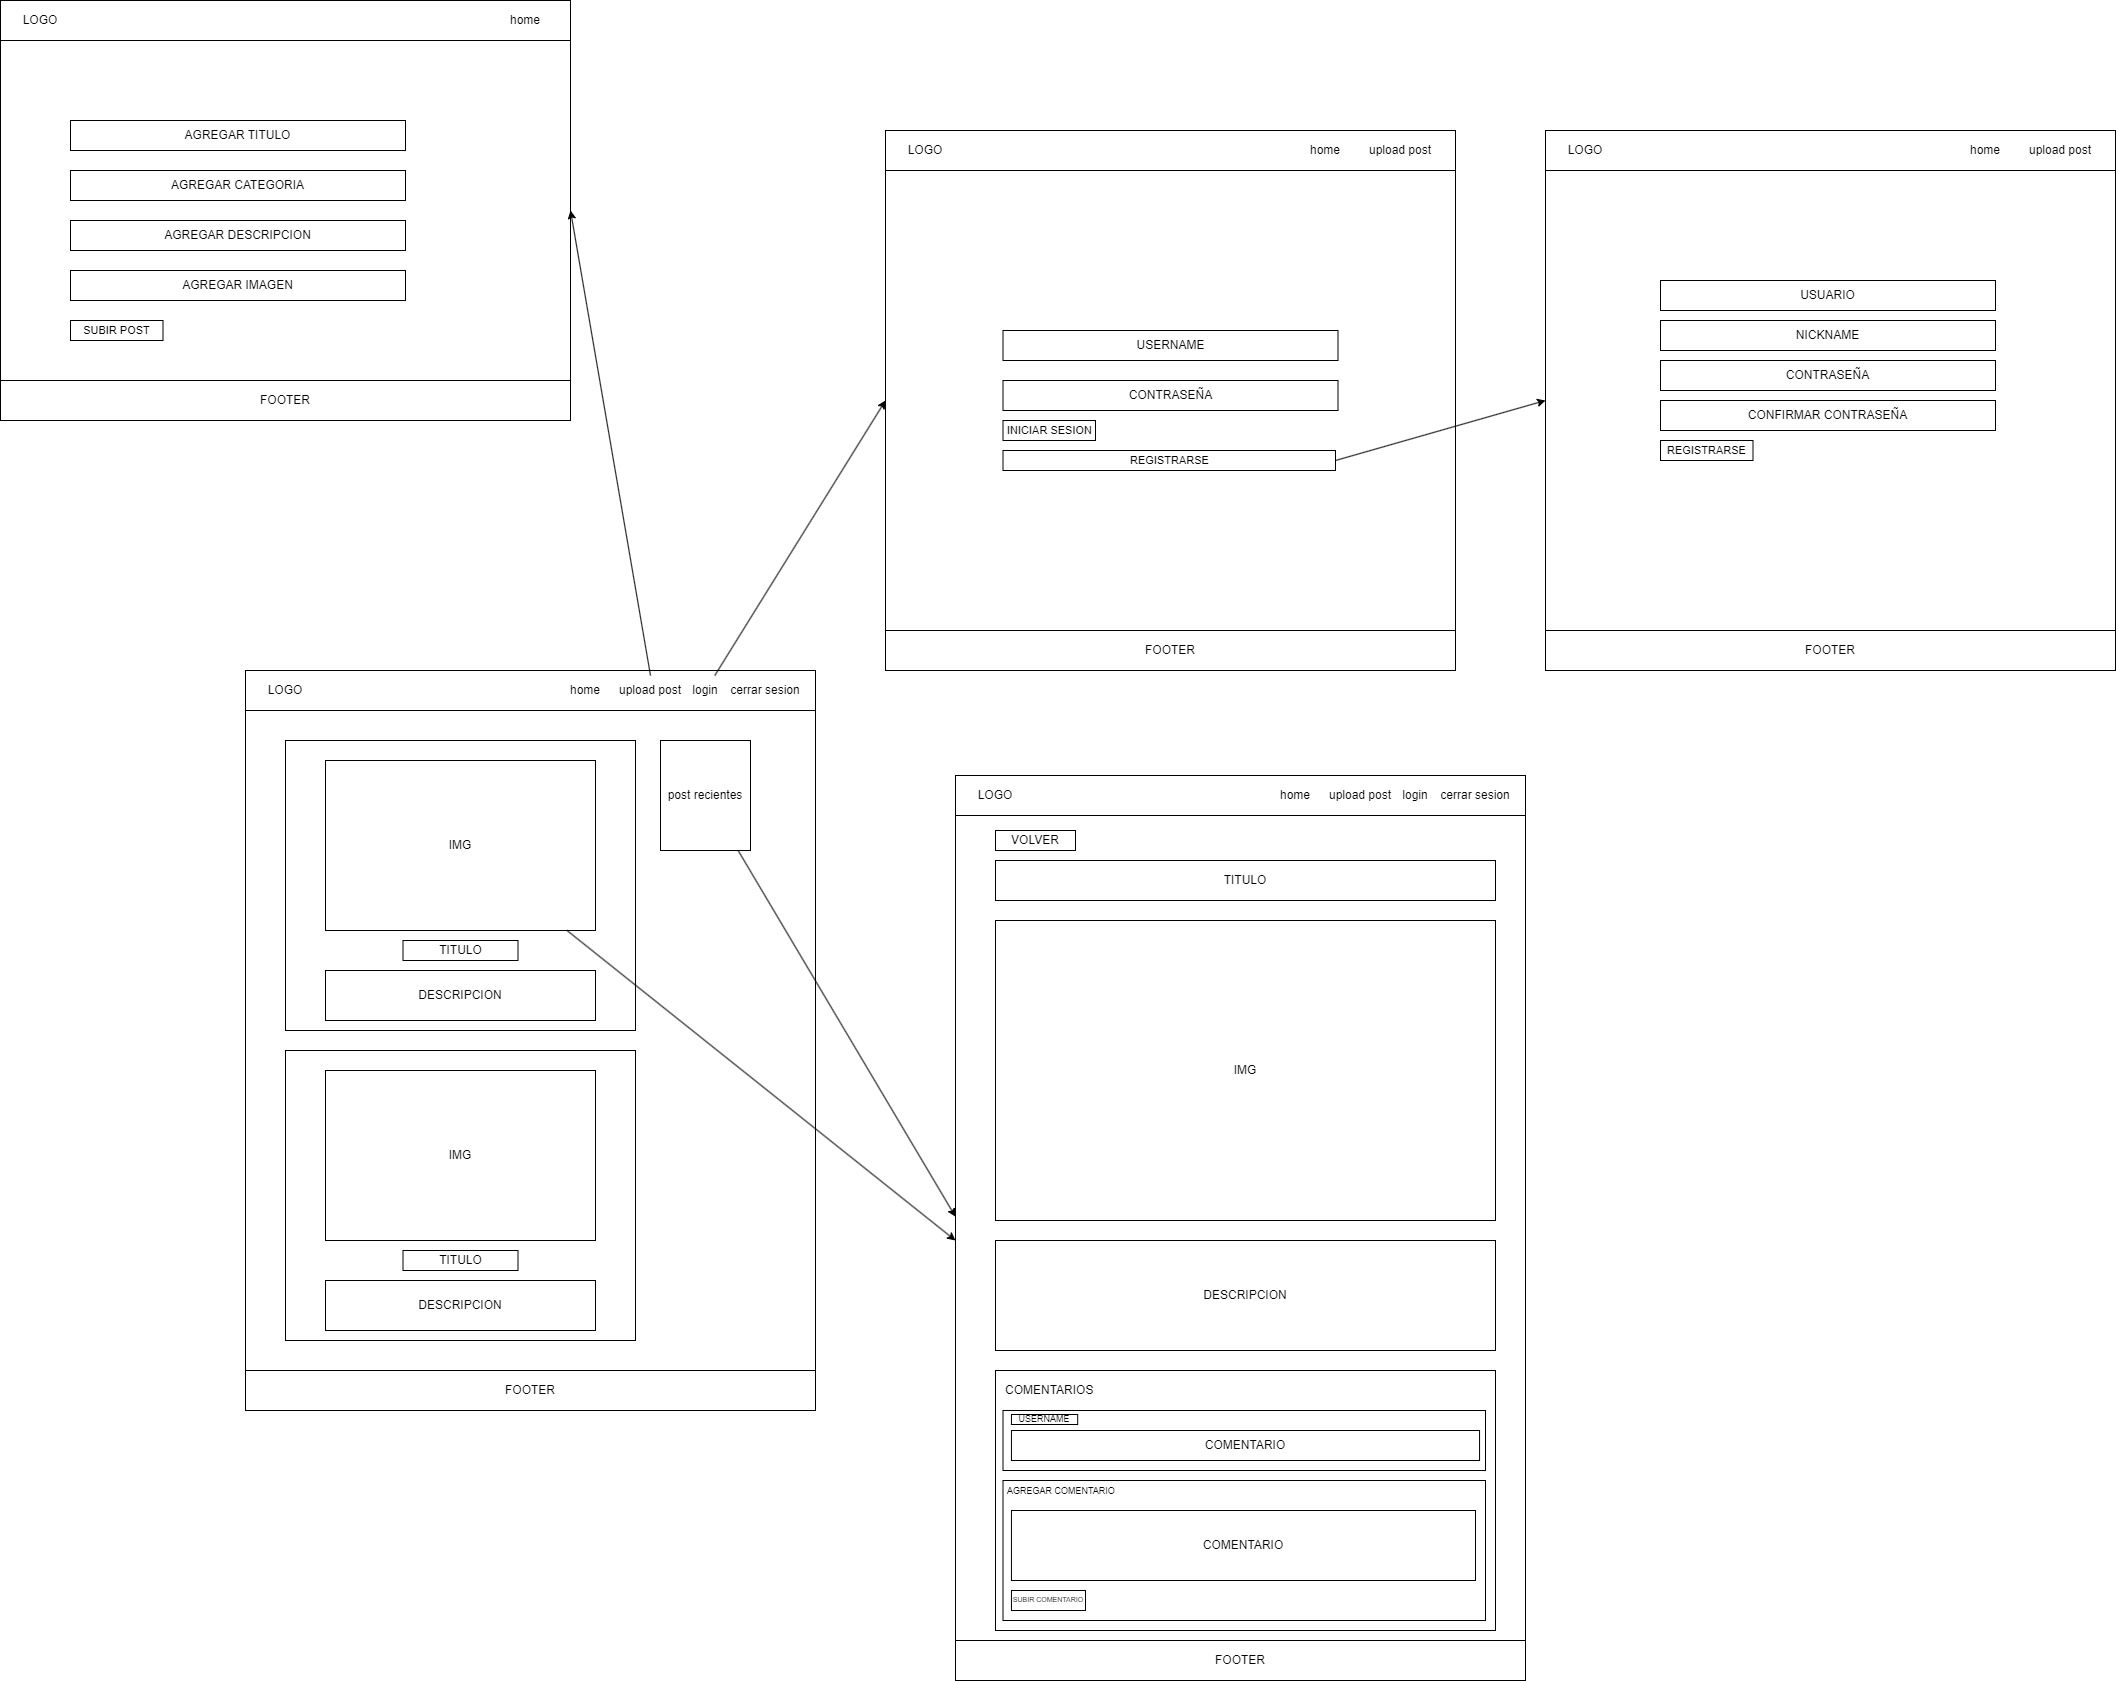 LOGO
home
AGREGAR TITULO
AGREGAR CATEGORIA
AGREGAR DESCRIPCION
AGREGAR IMAGEN
SUBIR POST
FOOTER
LOGO
home
upload post
USERNAME
CONTRASEÑA
INICIAR SESION
REGISTRARSE
FOOTER
LOGO
home
upload post
USUARIO
NICKNAME
CONTRASEÑA
CONFIRMAR CONTRASEÑA
REGISTRARSE
FOOTER
LOGO
home
upload post
login
cerrar sesion
IMG
TITULO
DESCRIPCION
post recientes
IMG
TITULO
DESCRIPCION
FOOTER
LOGO
home
upload post
login
cerrar sesion
VOLVER
TITULO
IMG
DESCRIPCION
COMENTARIOS
USERNAME
COMENTARIO
AGREGAR COMENTARIO
COMENTARIO
SUBIR COMENTARIO
FOOTER